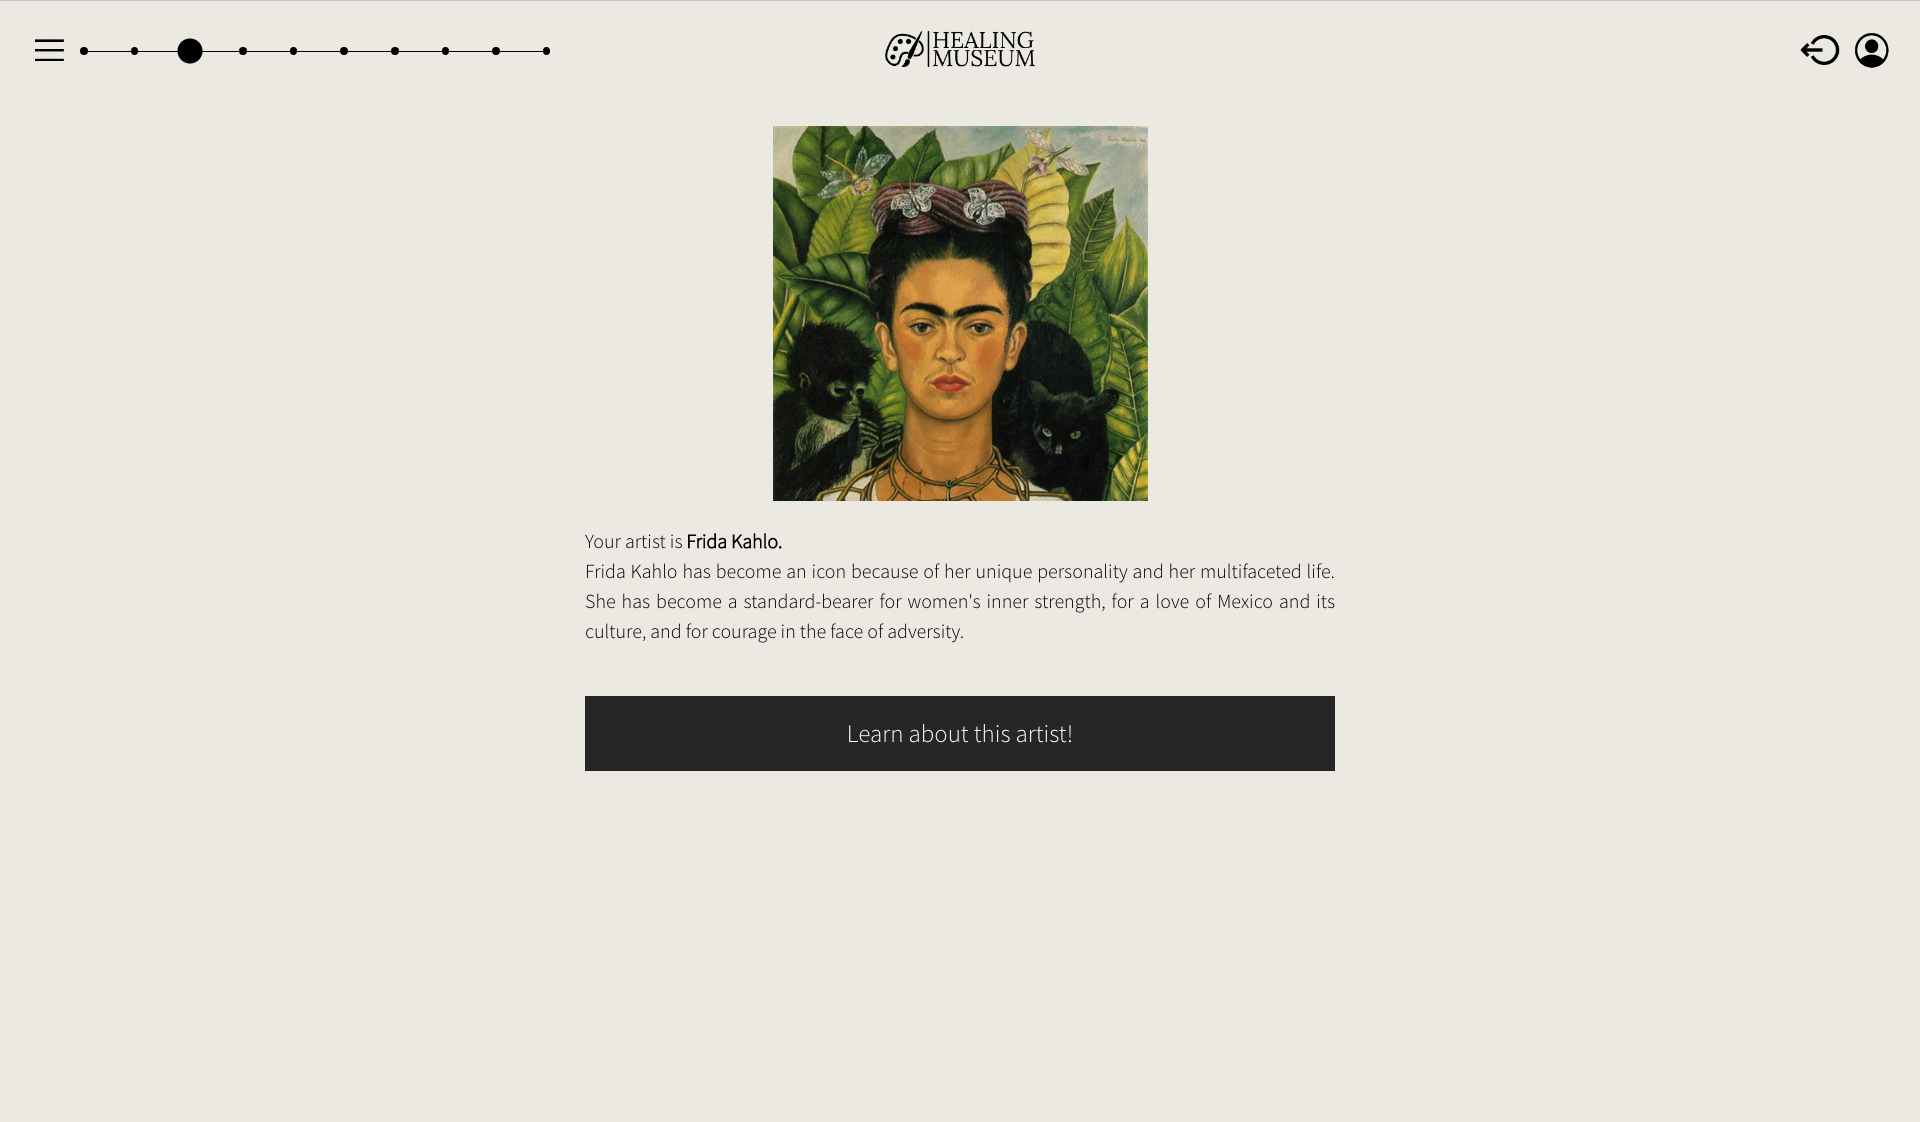 HEALING
MUSEUM
Your artist is Frida Kahlo.
Frida Kahlo has become an icon because of her unique personality and her multifaceted life.
She has become a standard-bearer for women's inner strength, for a love of Mexico and its
culture, and for courage in the face of adversity.
Learn about this artist!